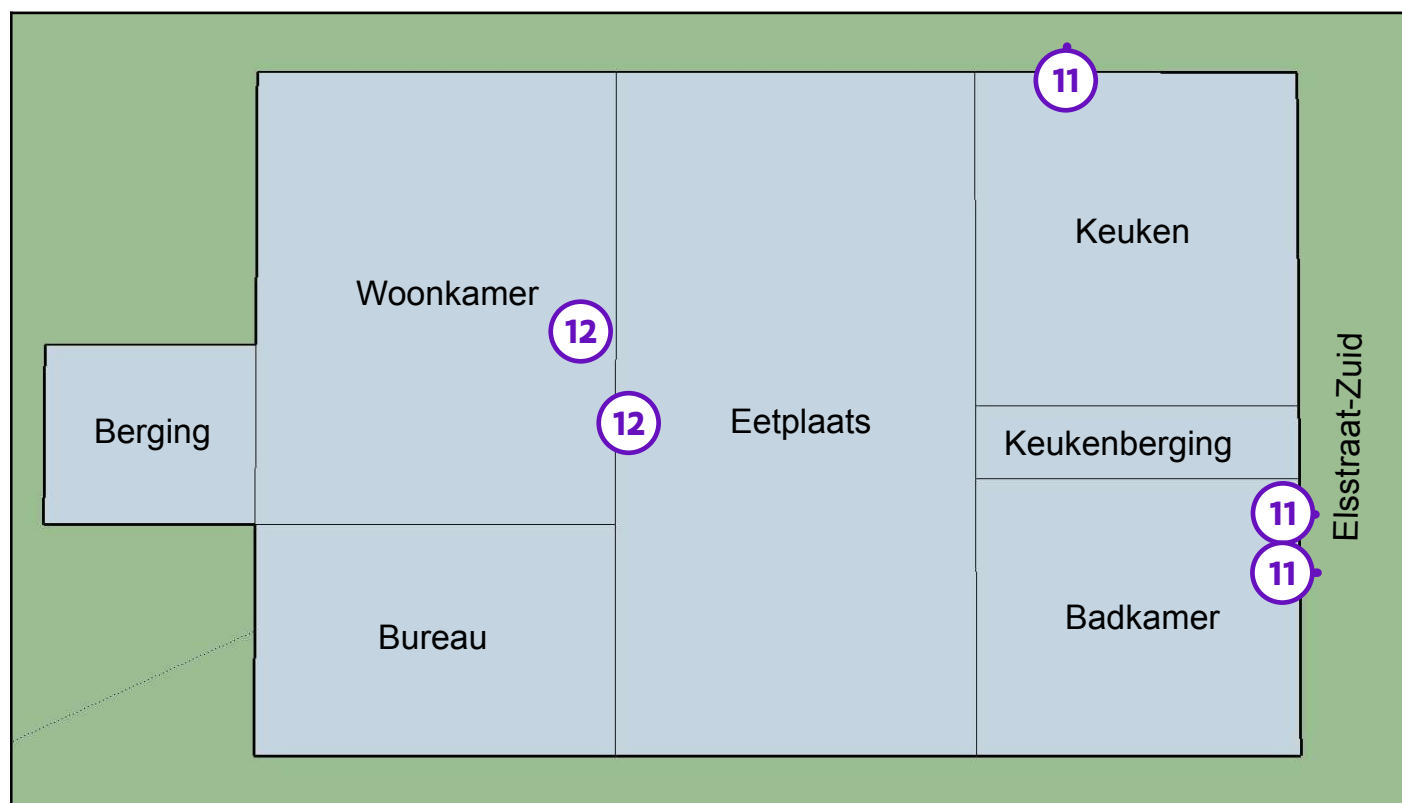 11
Keuken
Woonkamer
12
12
Eetplaats
Berging
Keukenberging
Elsstraat-Zuid
11
11
Badkamer
Bureau